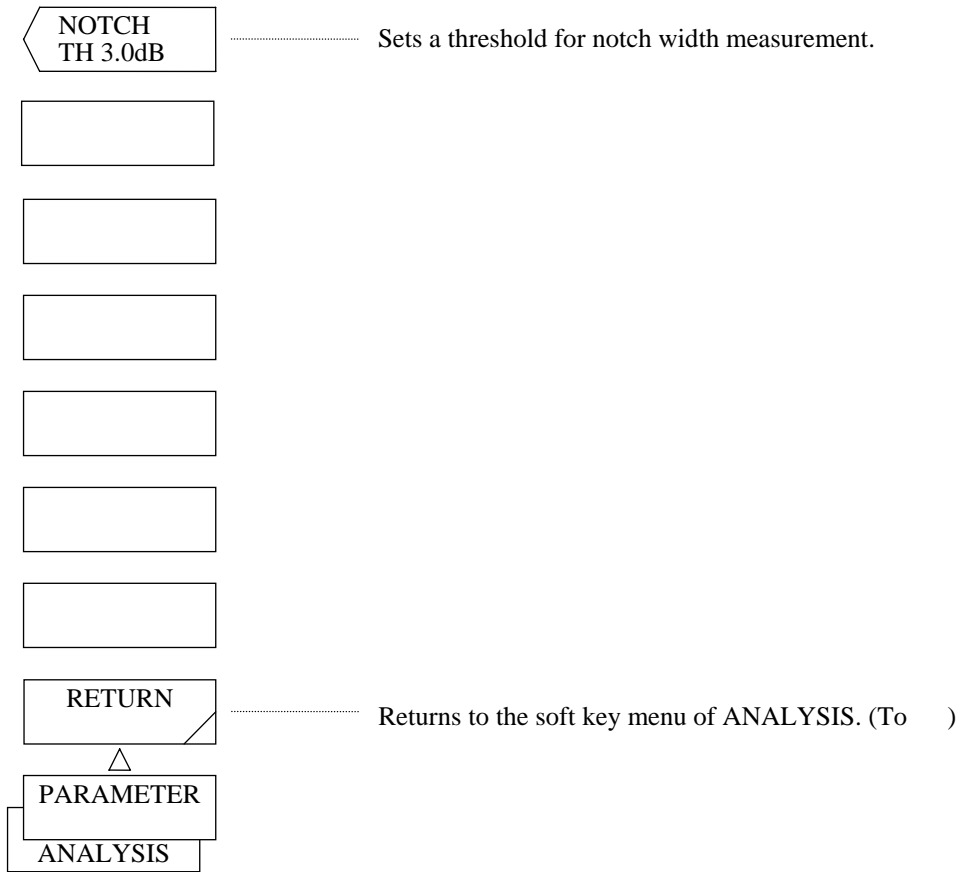 NOTCH
TH 3.0dB
Sets a threshold for notch width measurement.
RETURN
Returns to the soft key menu of ANALYSIS. (To )
PARAMETER
ANALYSIS